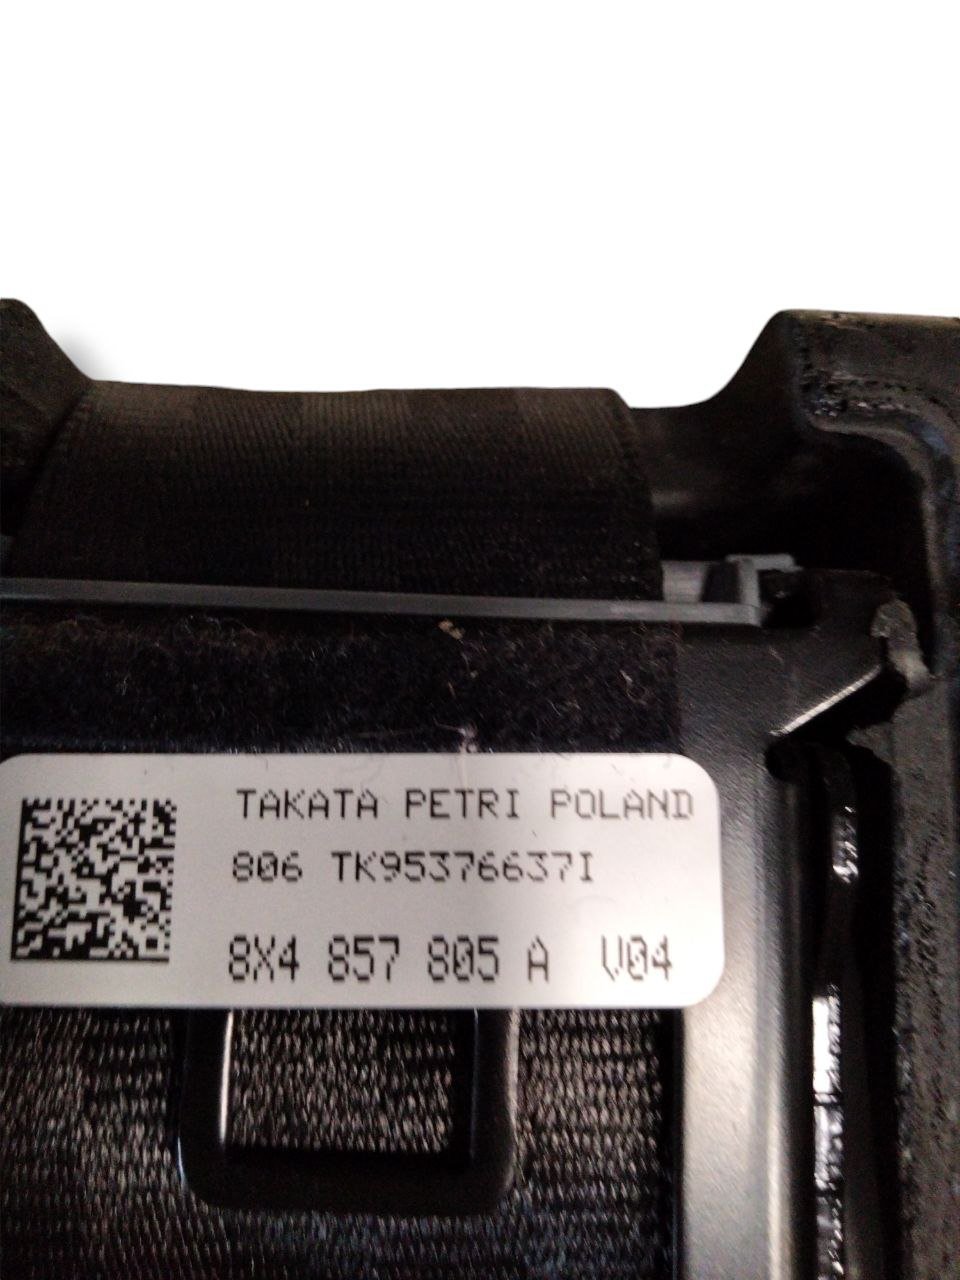 TAKATA PETRI POLAND
806 TK95376637I
8X4 857 805 A V04